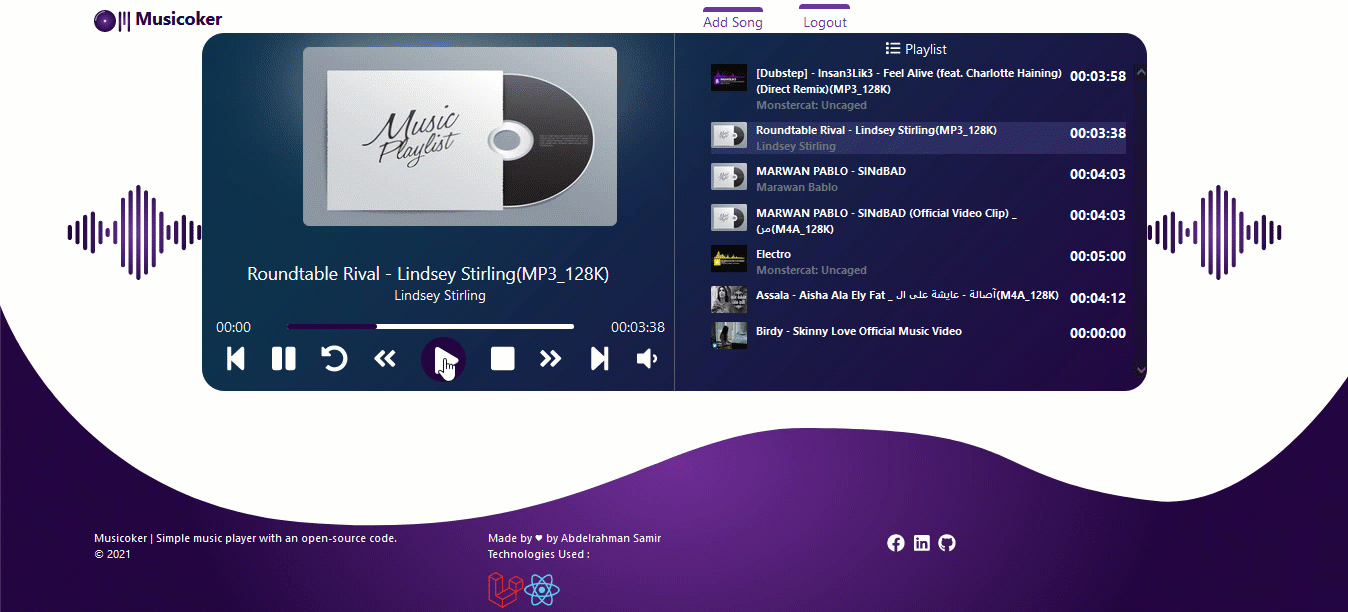 Musicoker
Add Song
Logout
Music
Playlist
Roundtable Rival - Lindsey Stirling(MP3_128K)
Lindsey Stirling
00:00
00:03:38
Playlist
[Dubstep] - Insan3Lik3 - Feel Alive (feat. Charlotte Haining)
(Direct Remix)(MP3_128K)
Monstercat: Uncaged
00:03:58
Roundtable Rival - Lindsey Stirling(MP3_128K)
Lindsey Stirling
00:03:38
MARWAN PABLO - SINdBAD
Marawan Bablo
00:04:03
MARWAN PABLO - SINdBAD (Official Video Clip) _
(مر(M4A_128K)
00:04:03
Electro
Monstercat: Uncaged
00:05:00
Assala - Aisha Ala Ely Fat _ آصالة - عايشة على ال(M4A_128K)
00:04:12
Birdy - Skinny Love Official Music Video
00:00:00
Musicoker | Simple music player with an open-source code.
© 2021
Made by ♥ by Abdelrahman Samir
Technologies Used :